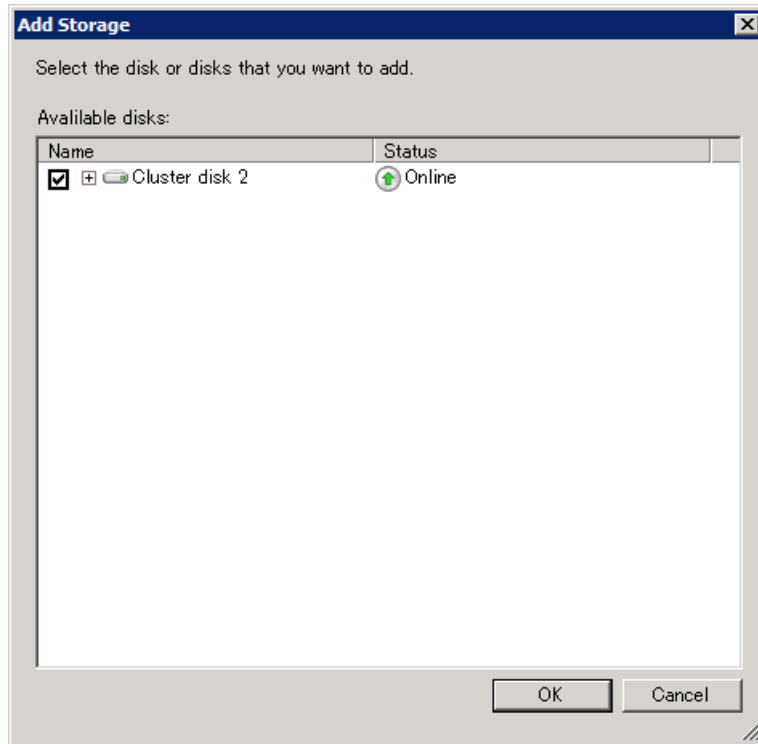 Add Storage
Select the disk or disks that you want to add.
Avalilable disks:
Name Status
Cluster disk 2 Online
OK Cancel